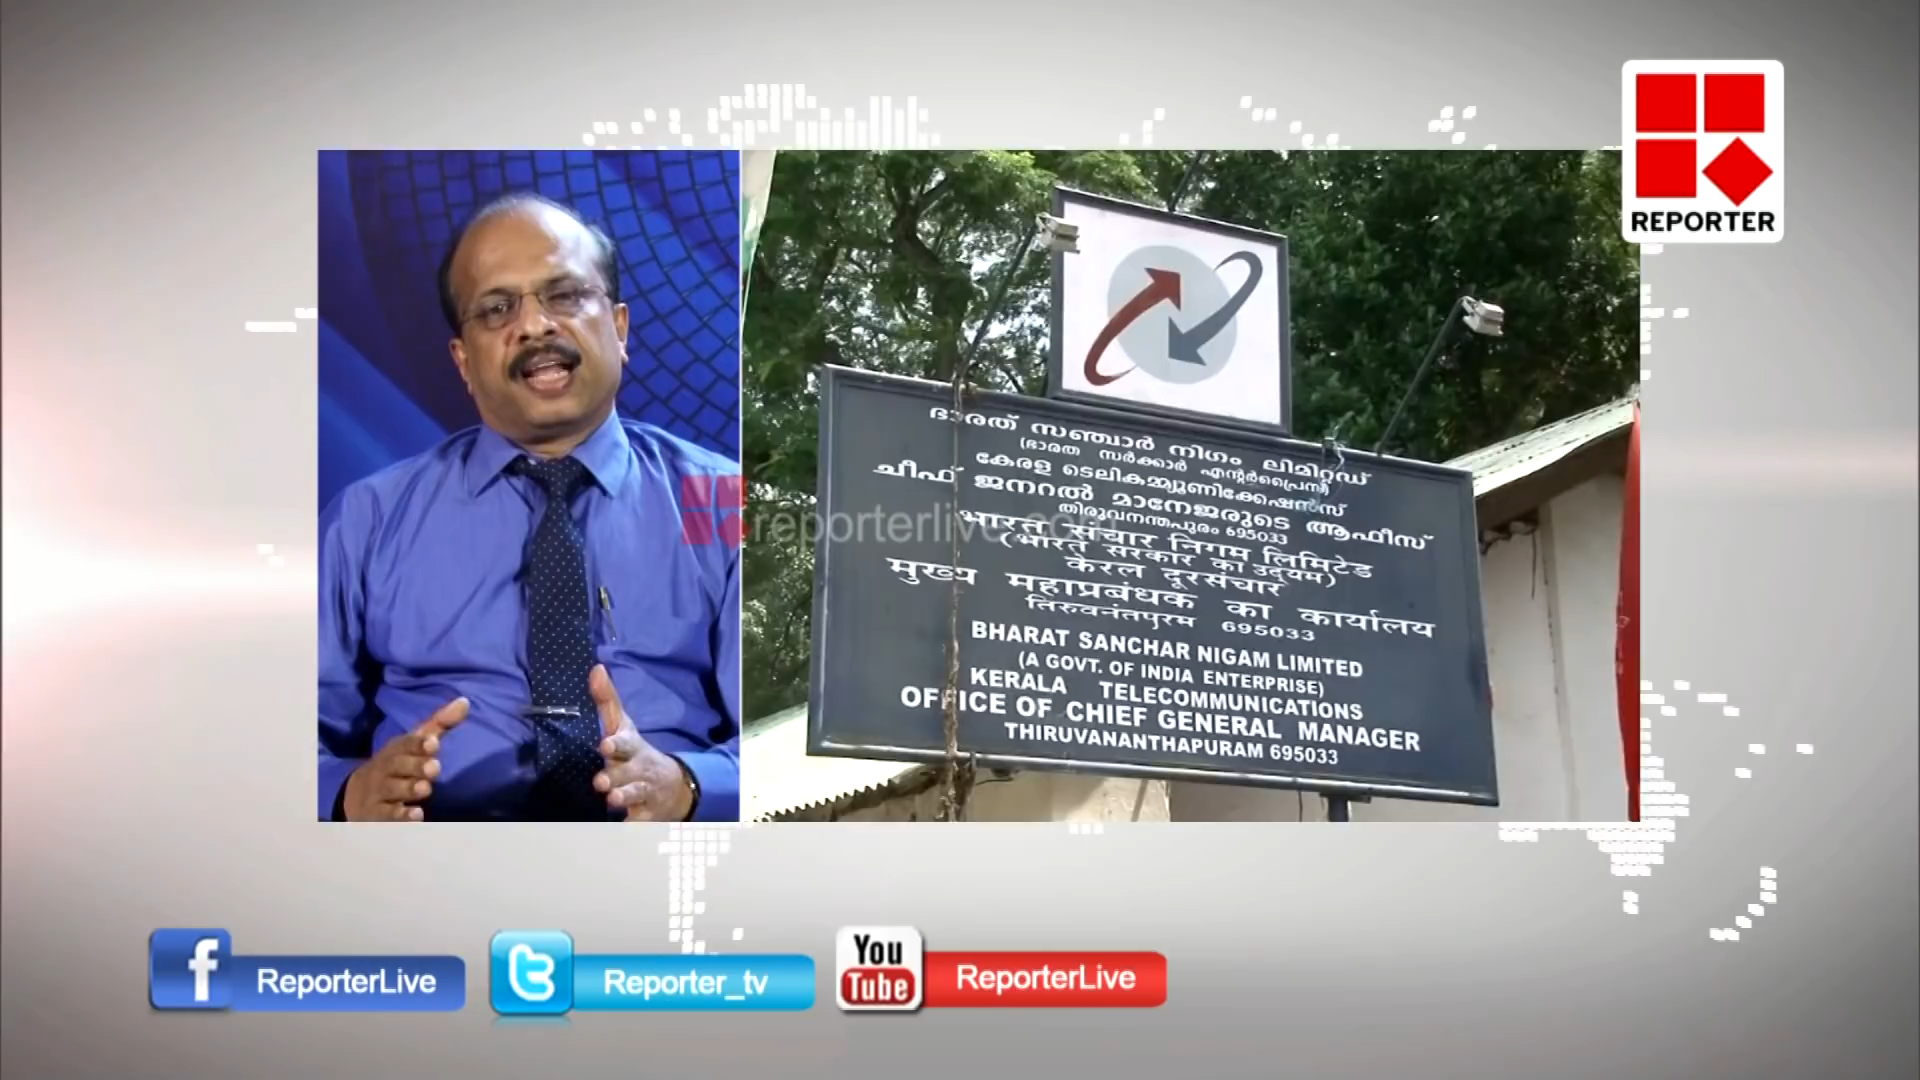 REPORTER
ഭാരത് സഞ്ചാർ നിഗം ലിമിറ്റഡ്
(ഭാരത സർക്കാർ എന്റർപ്രൈസ്)
കേരള ടെലികമ്മ്യൂണിക്കേഷൻസ്
ചീഫ് ജനറൽ മാനേജരുടെ ആഫീസ്
തിരുവനന്തപുരം 695033
भारत संचार निगम लिमिटेड
(भारत सरकार का उद्यम)
केरल दूरसंचार
मुख्य महाप्रबंधक का कार्यालय
तिरुवनंतपुरम 695033
BHARAT SANCHAR NIGAM LIMITED
(A GOVT. OF INDIA ENTERPRISE)
KERALA TELECOMMUNICATIONS
OFFICE OF CHIEF GENERAL MANAGER
THIRUVANANTHAPURAM 695033
reporterlive.com
f ReporterLive
Reporter_tv
You Tube ReporterLive